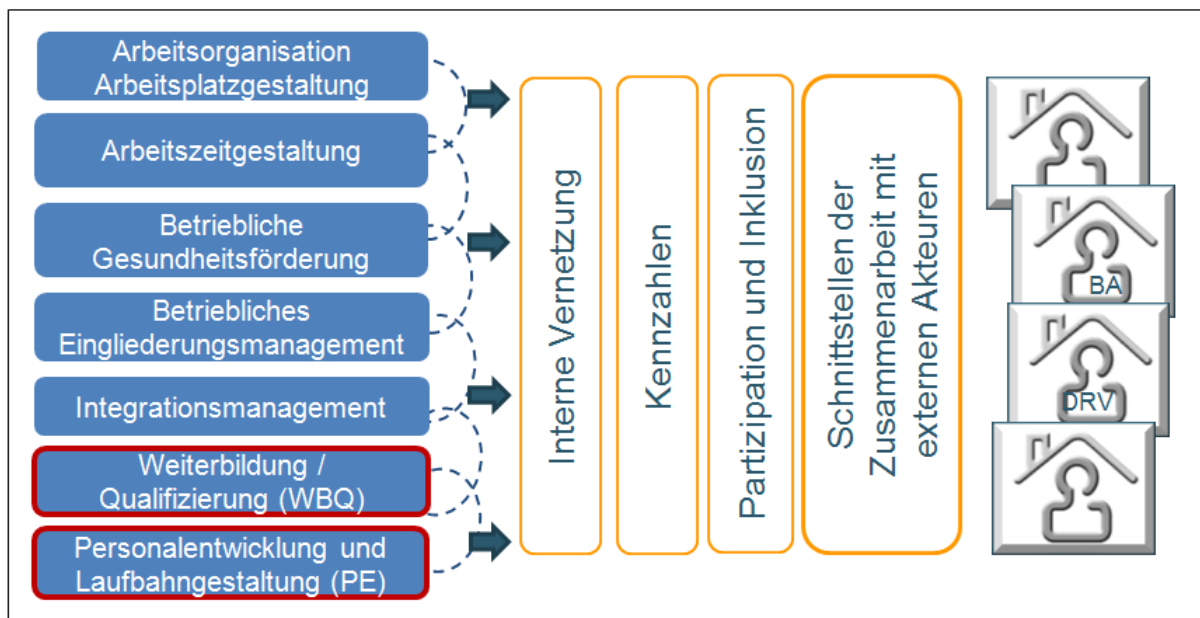 Arbeitsorganisation
Arbeitsplatzgestaltung
Arbeitszeitgestaltung
Betriebliche
Gesundheitsförderung
Betriebliches
Eingliederungsmanagement
Integrationsmanagement
Weiterbildung /
Qualifizierung (WBQ)
Personalentwicklung und
Laufbahngestaltung (PE)
Interne Vernetzung
Kennzahlen
Partizipation und Inklusion
Schnittstellen der
Zusammenarbeit mit
externen Akteuren
BA
DRV